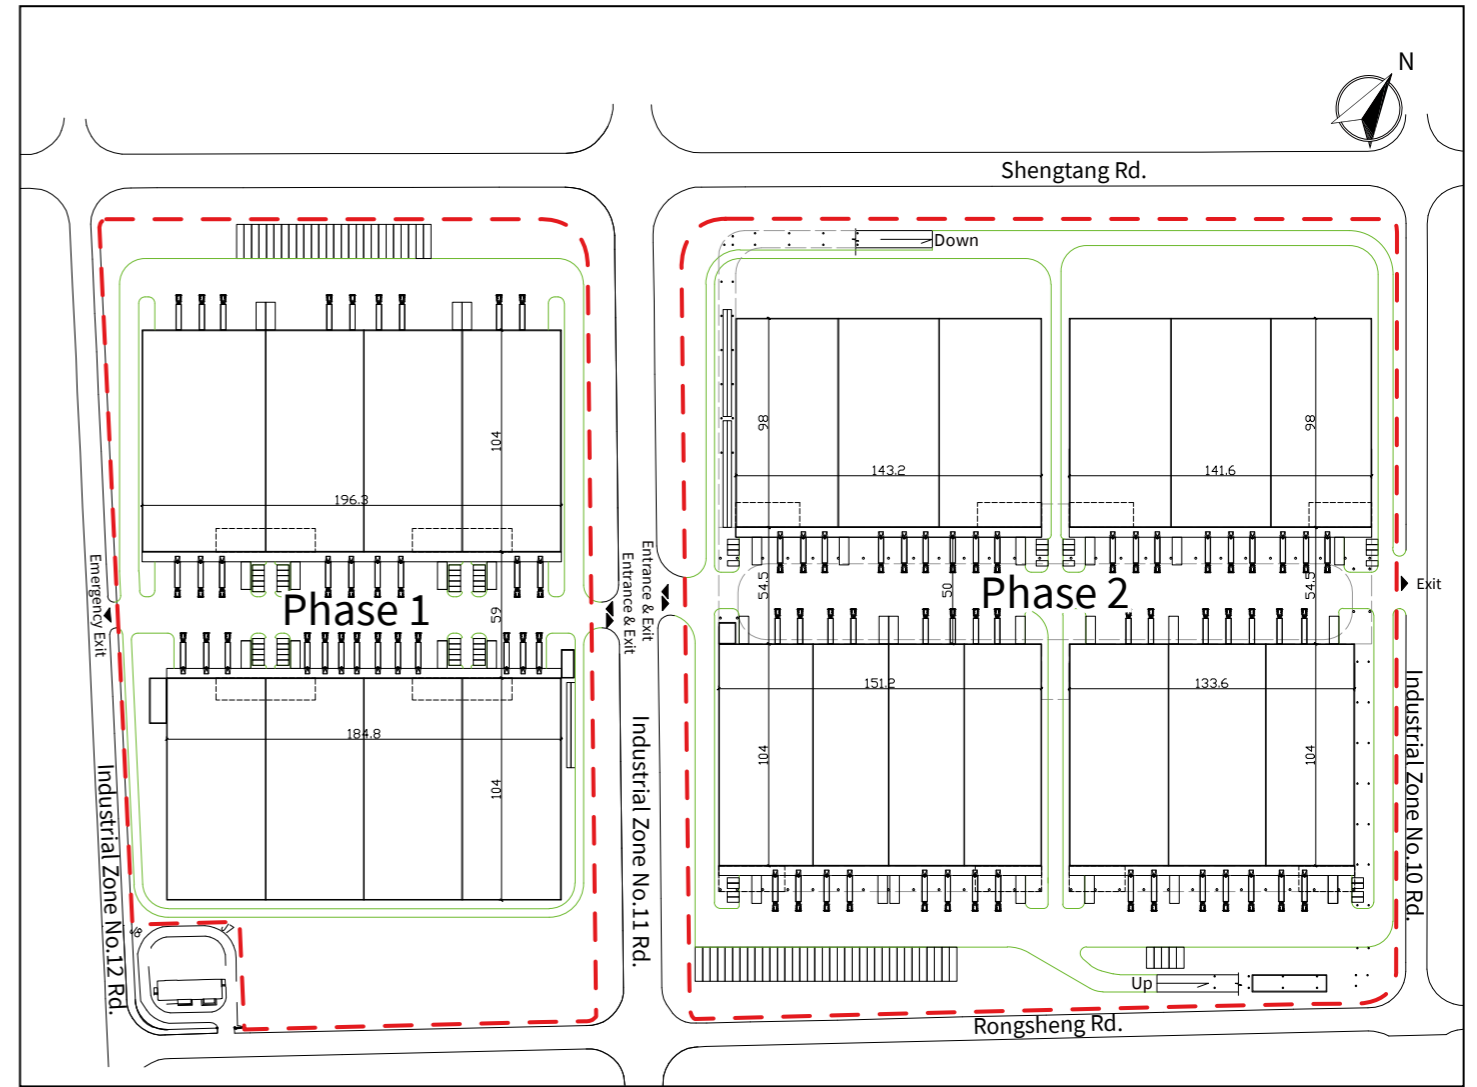 N
Shengtang Rd.
Down
98
98
104
143.2
141.6
196.3
Emergency Exit
Entrance & Exit
Entrance & Exit
Phase 1
59
54.5
50
Phase 2
54.5
Exit
151.2
133.6
184.8
104
104
104
Industrial Zone No.12 Rd.
Industrial Zone No.11 Rd.
Industrial Zone No.10 Rd.
J8
J7
Up
Rongsheng Rd.